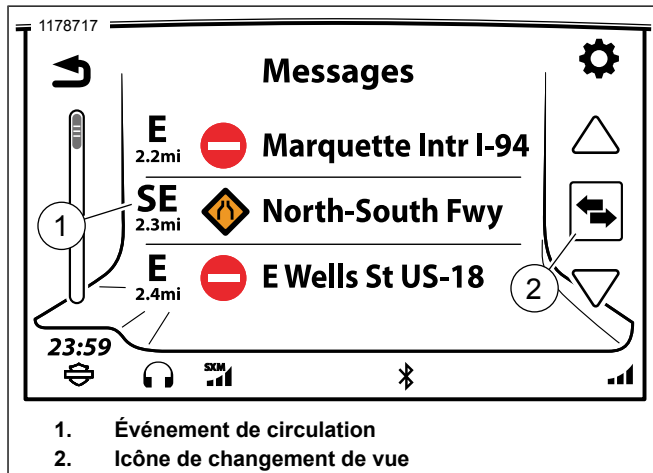 1178717
Messages
E
2.2mi
Marquette Intr I-94
1
SE
2.3mi
North-South Fwy
E
2.4mi
E Wells St US-18
2
23:59
SXM
1. Événement de circulation
2. Icône de changement de vue